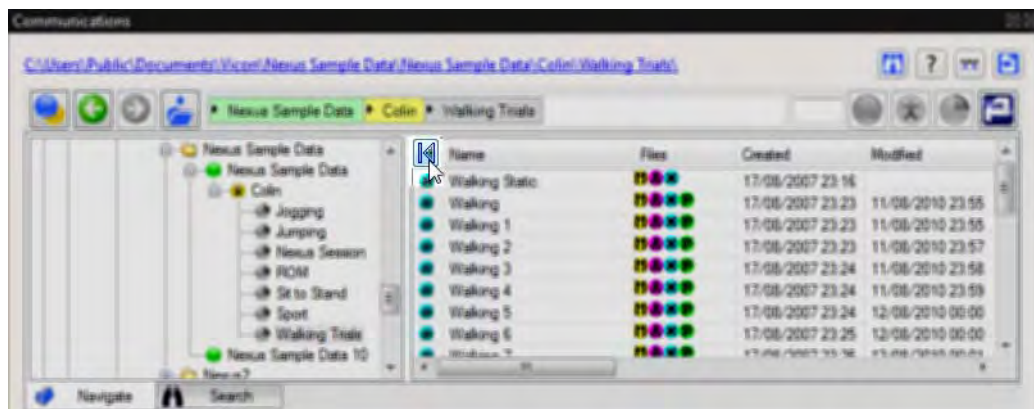 Communications
C:\Users\Public\Documents\Vicon\Nexus Sample Data\Nexus Sample Data\Colin\Walking Trials\
Nexus Sample Data Colin Walking Trials
Nexus Sample Data
Nexus Sample Data
Colin
Jogging
Jumping
Nexus Session
ROM
Sit to Stand
Sport
Walking Trials
Nexus Sample Data 10
Nexus2
Name Files Created Modified
Walking Static 17/08/2007 23:16
Walking 17/08/2007 23:23 11/08/2010 23:55
Walking 1 17/08/2007 23:23 11/08/2010 23:55
Walking 2 17/08/2007 23:23 11/08/2010 23:57
Walking 3 17/08/2007 23:24 11/08/2010 23:58
Walking 4 17/08/2007 23:24 11/08/2010 23:59
Walking 5 17/08/2007 23:24 12/08/2010 00:00
Walking 6 17/08/2007 23:25 12/08/2010 00:00
Walking 7
Navigate Search